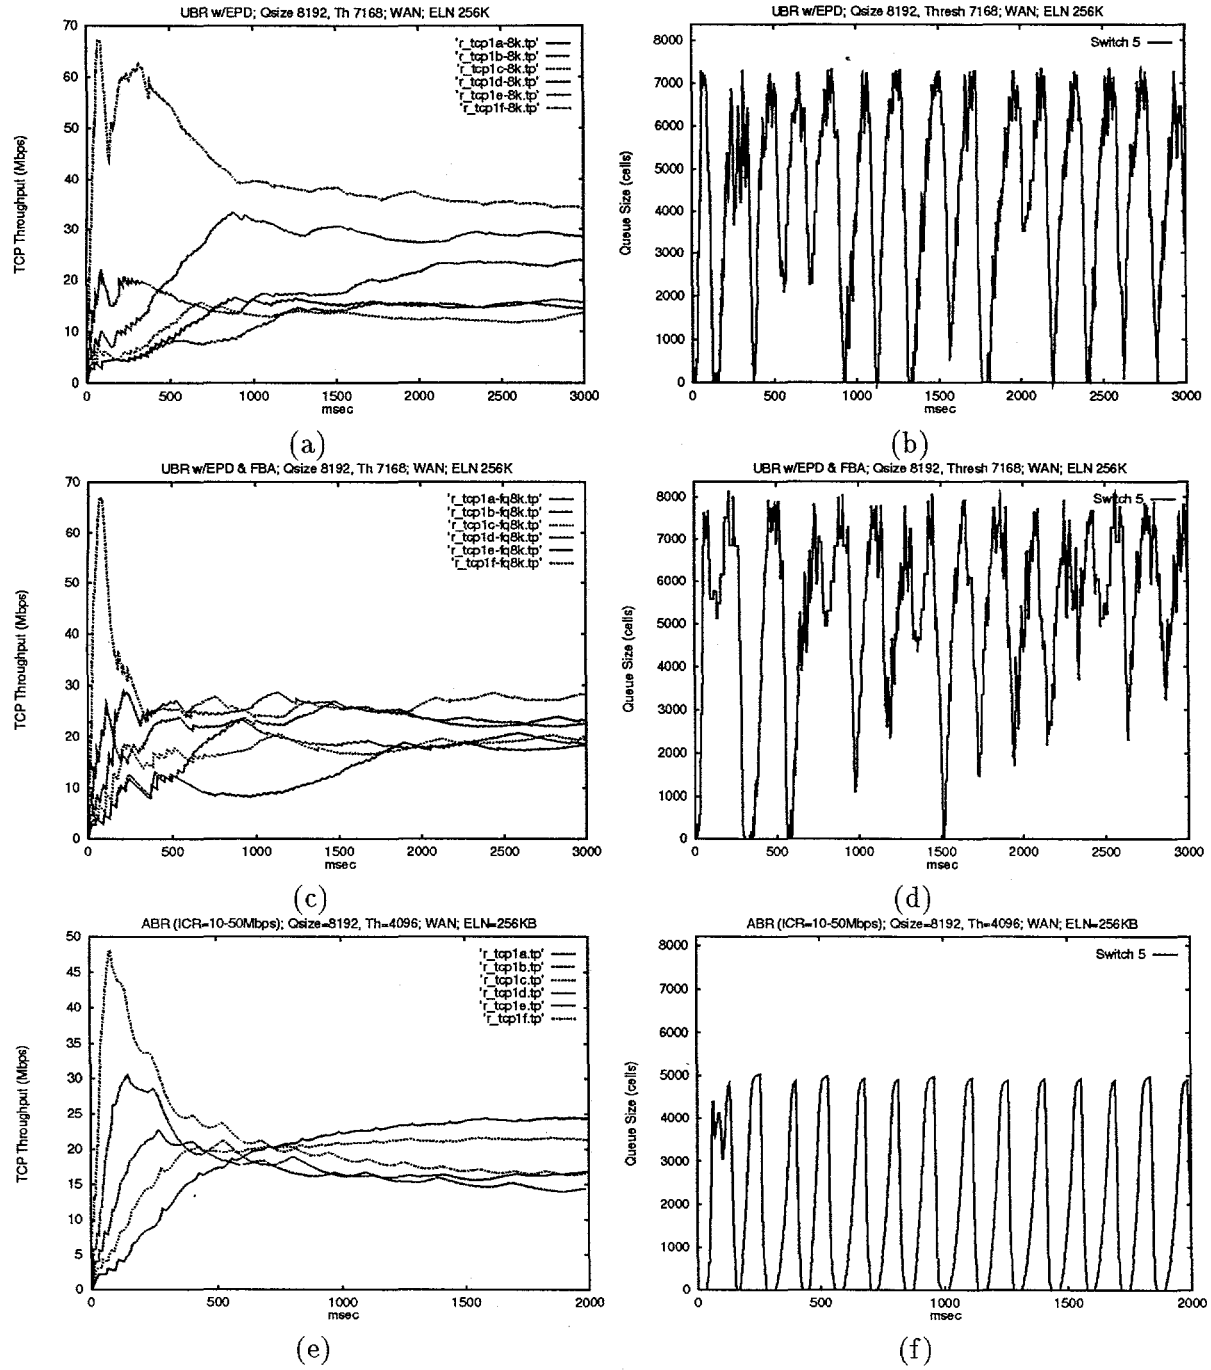 UBR w/EPD; Qsize 8192, Th 7168; WAN; ELN 256K
70
60
50
40
30
20
10
0
TCP Throughput (Mbps)
'r_tcp1a-8k.tp'
'r_tcp1b-8k.tp'
'r_tcp1c-8k.tp'
'r_tcp1d-8k.tp'
'r_tcp1e-8k.tp'
'r_tcp1f-8k.tp'
0 500 1000 1500 2000 2500 3000
msec
(a)
UBR w/EPD; Qsize 8192, Thresh 7168; WAN; ELN 256K
8000
7000
6000
5000
4000
3000
2000
1000
0
Queue Size (cells)
Switch 5
0 500 1000 1500 2000 2500 3000
msec
(b)
UBR w/EPD & FBA; Qsize 8192, Th 7168; WAN; ELN 256K
70
60
50
40
30
20
10
0
TCP Throughput (Mbps)
'r_tcp1a-fq8k.tp'
'r_tcp1b-fq8k.tp'
'r_tcp1c-fq8k.tp'
'r_tcp1d-fq8k.tp'
'r_tcp1e-fq8k.tp'
'r_tcp1f-fq8k.tp'
0 500 1000 1500 2000 2500 3000
msec
(c)
UBR w/EPD & FBA; Qsize 8192, Thresh 7168; WAN; ELN 256K
8000
7000
6000
5000
4000
3000
2000
1000
0
Queue Size (cells)
Switch 5
0 500 1000 1500 2000 2500 3000
msec
(d)
ABR (ICR=10-50Mbps); Qsize=8192, Th=4096; WAN; ELN=256KB
50
45
40
35
30
25
20
15
10
5
0
TCP Throughput (Mbps)
'r_tcp1a.tp'
'r_tcp1b.tp'
'r_tcp1c.tp'
'r_tcp1d.tp'
'r_tcp1e.tp'
'r_tcp1f.tp'
0 500 1000 1500 2000
msec
(e)
ABR (ICR=10-50Mbps); Qsize=8192, Th=4096; WAN; ELN=256KB
8000
7000
6000
5000
4000
3000
2000
1000
0
Queue Size (cells)
Switch 5
0 500 1000 1500 2000
msec
(f)